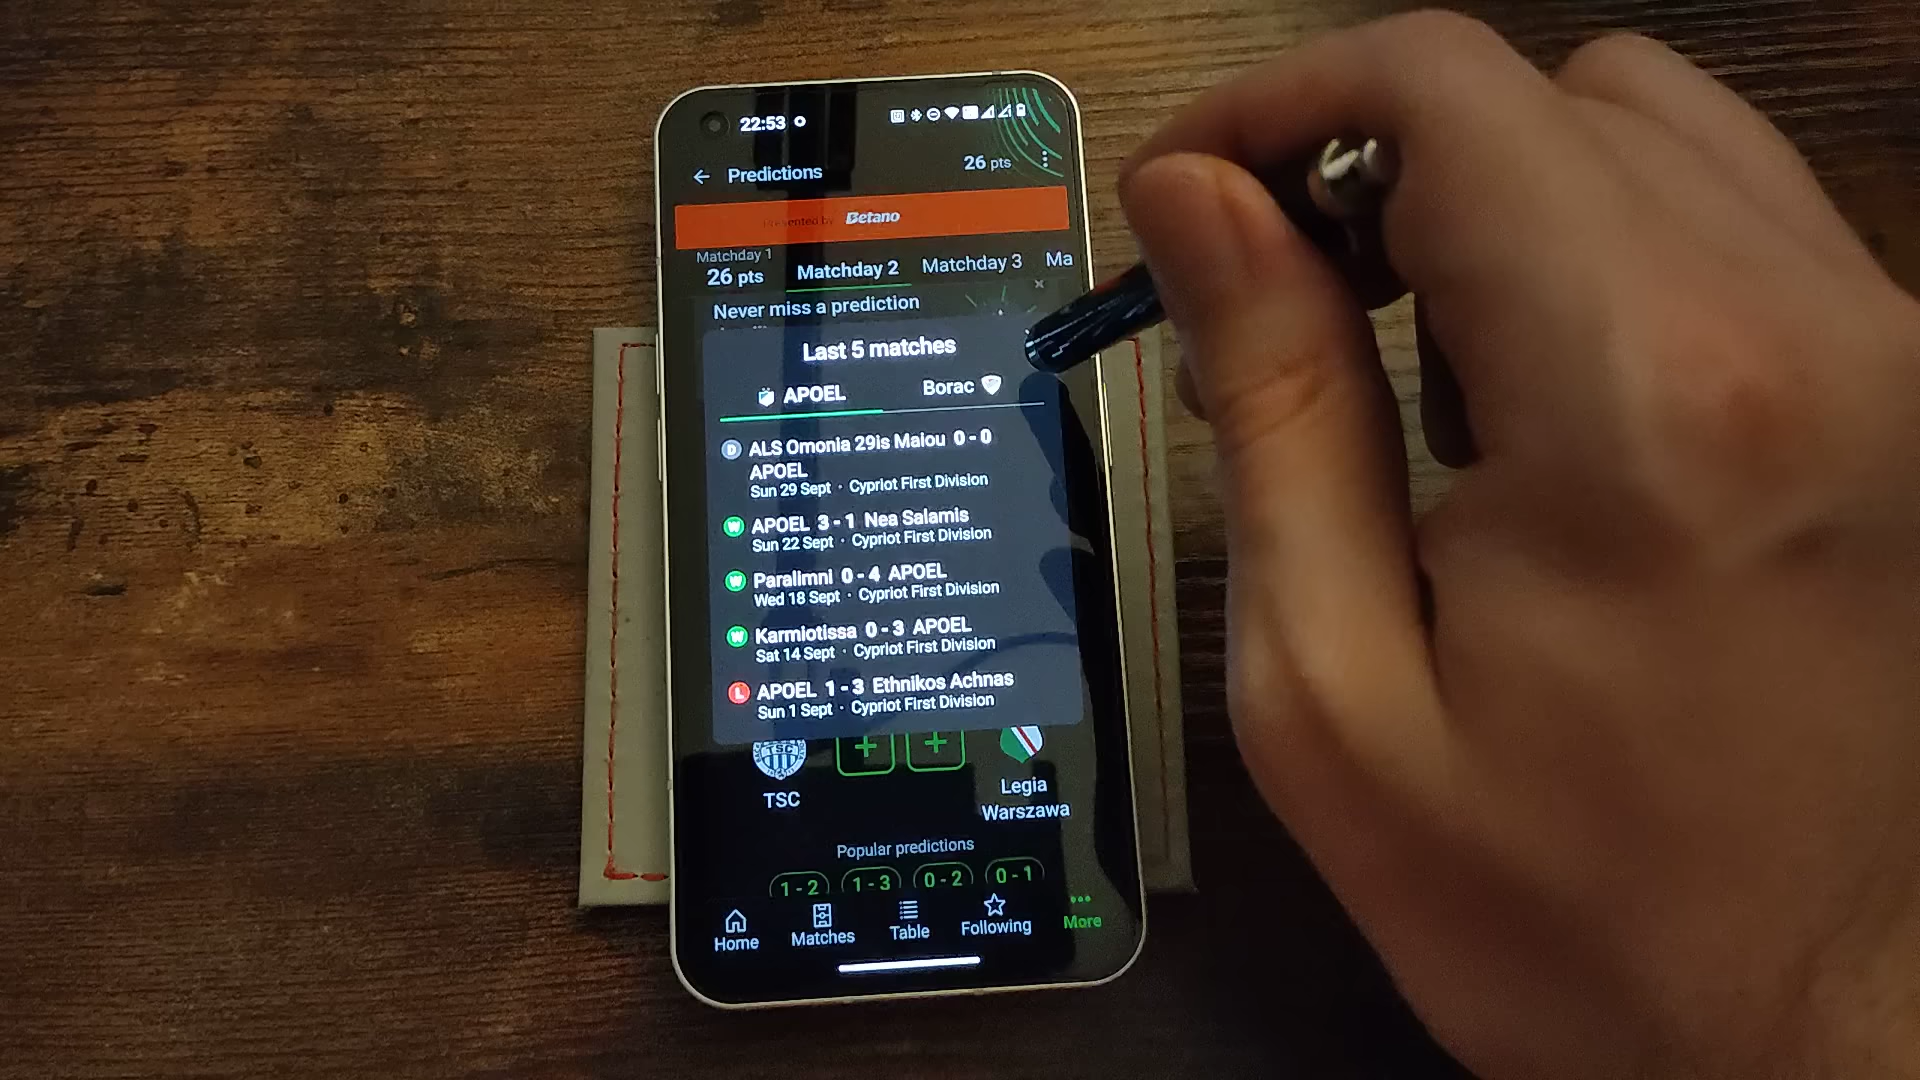 22:53
Predictions
26 pts
Presented by Betano
Matchday 1
26 pts
Matchday 2
Matchday 3
Ma
Never miss a prediction
Last 5 matches
APOEL
Borac
D ALS Omonia 29is Maiou 0 - 0
APOEL
Sun 29 Sept · Cypriot First Division
W APOEL 3 - 1 Nea Salamis
Sun 22 Sept · Cypriot First Division
W Paralimni 0 - 4 APOEL
Wed 18 Sept · Cypriot First Division
W Karmiotissa 0 - 3 APOEL
Sat 14 Sept · Cypriot First Division
L APOEL 1 - 3 Ethnikos Achnas
Sun 1 Sept · Cypriot First Division
TSC
TSC
Legia
Warszawa
Popular predictions
1 - 2 1 - 3 0 - 2 0 - 1
Home Matches Table Following More